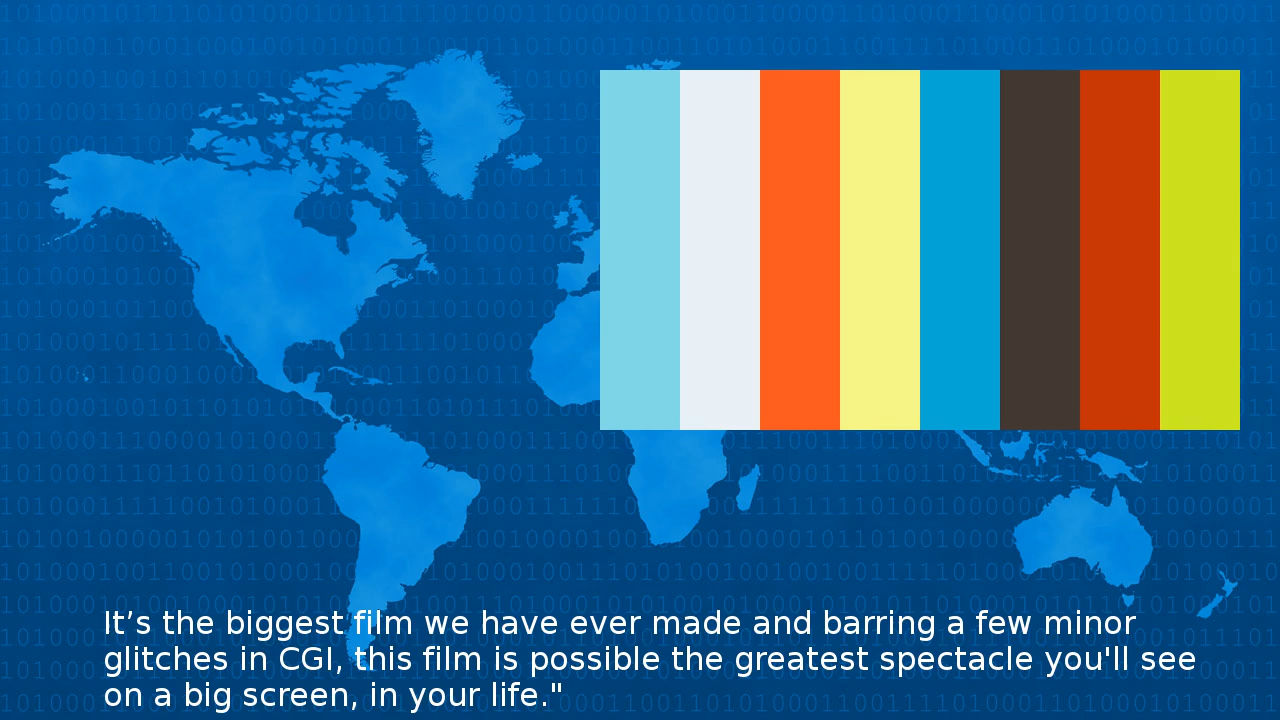 It’s the biggest film we have ever made and barring a few minor
glitches in CGI, this film is possible the greatest spectacle you'll see
on a big screen, in your life."